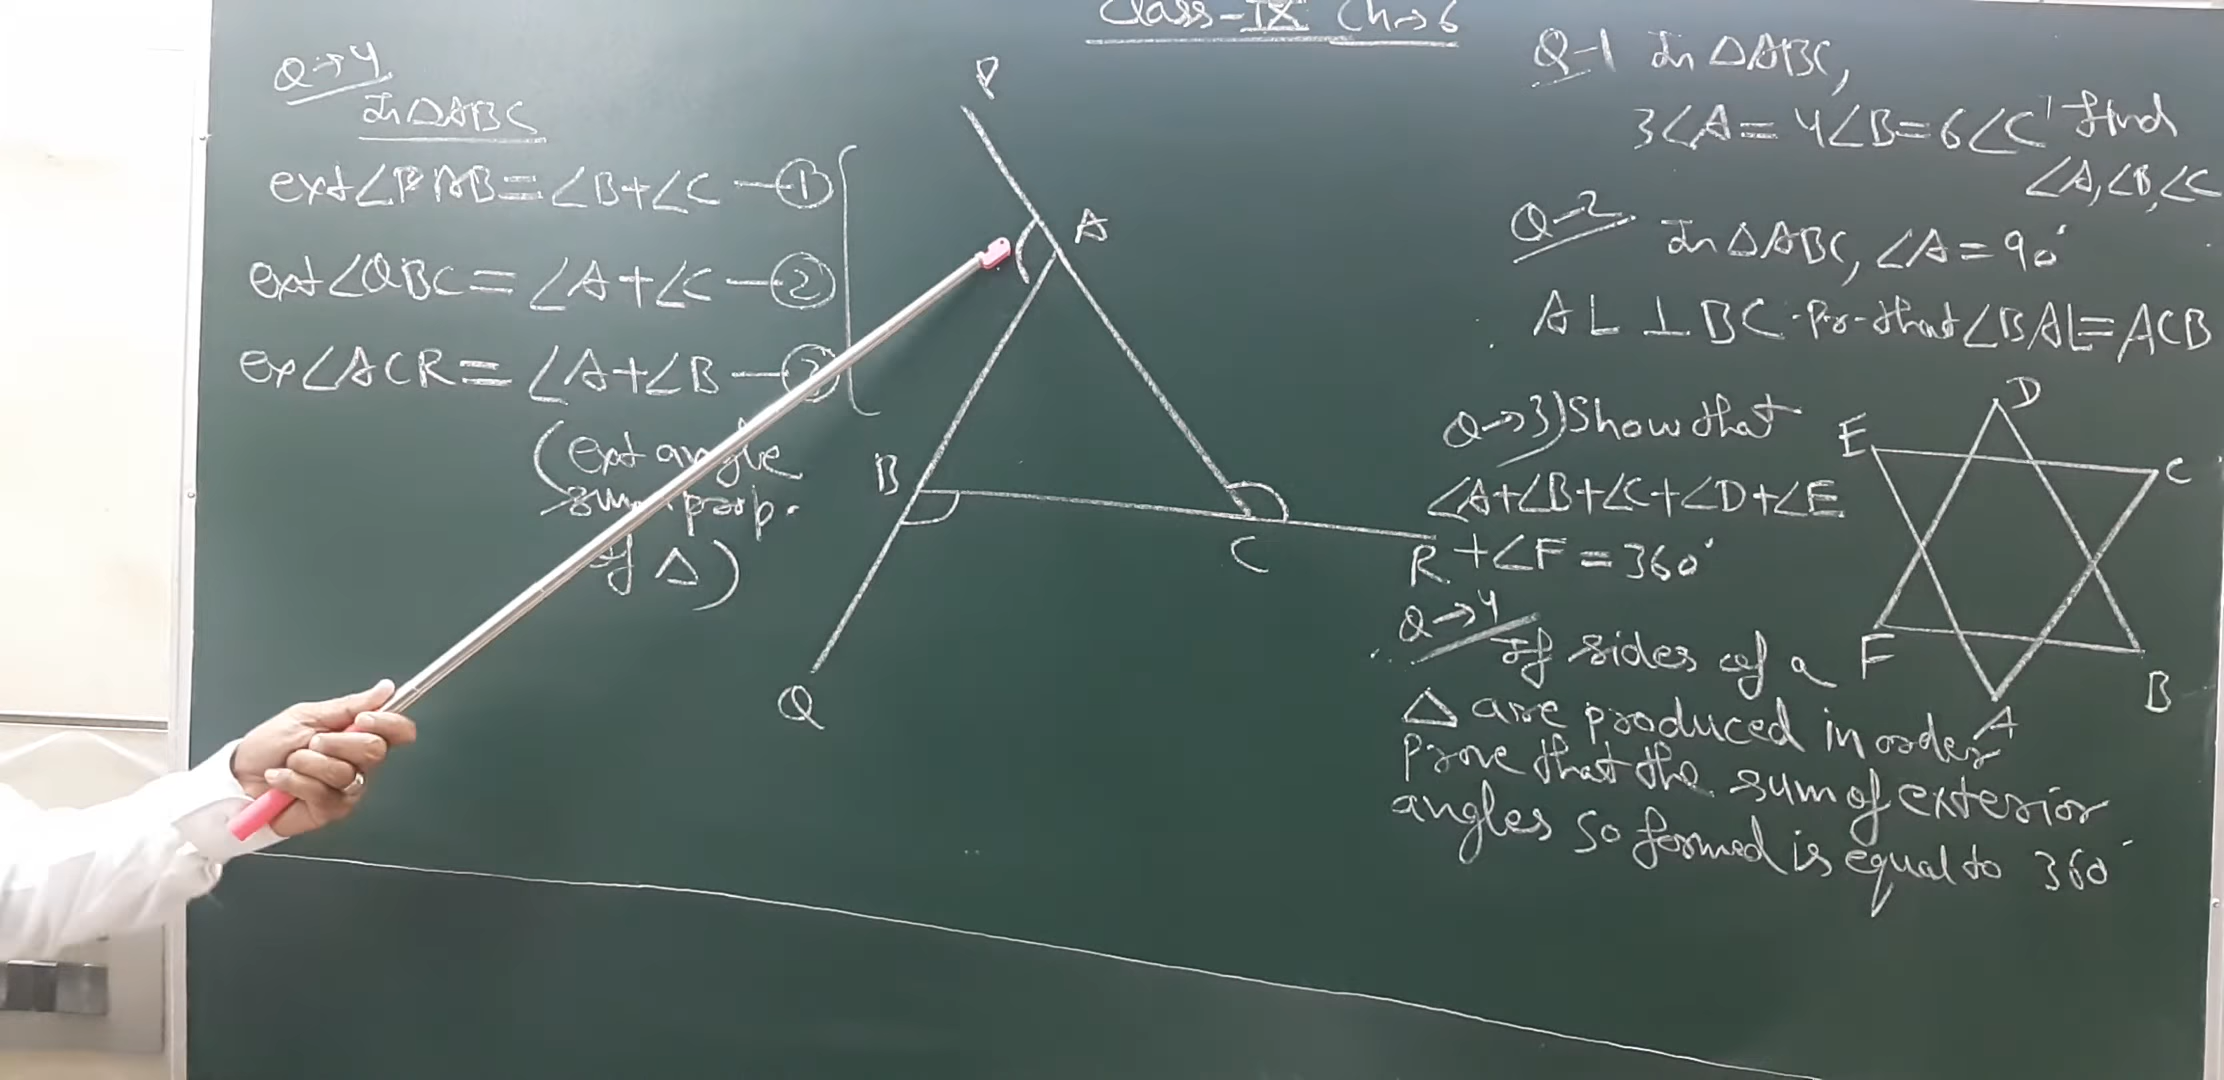 Class-IX Ch→6
Q→4
In △ABC
ext∠PAB=∠B+∠C—①
ext∠QBC=∠A+∠C—②
ex∠ACR=∠A+∠B—③
(ext angle
sum prop.
of △)
P
A
B
C
R
Q
Q-1 In △ABC,
3∠A=4∠B=6∠C find
∠A,∠B,∠C
Q-2 In △ABC, ∠A=90°
AL⊥BC Pr-that ∠BAL=ACB
Q→3) Show that
∠A+∠B+∠C+∠D+∠E
+∠F=360°
D
E
C
F
B
A
Q→4 If sides of a
△ are produced in order
Prove that the sum of exterior
angles so formed is equal to 360°